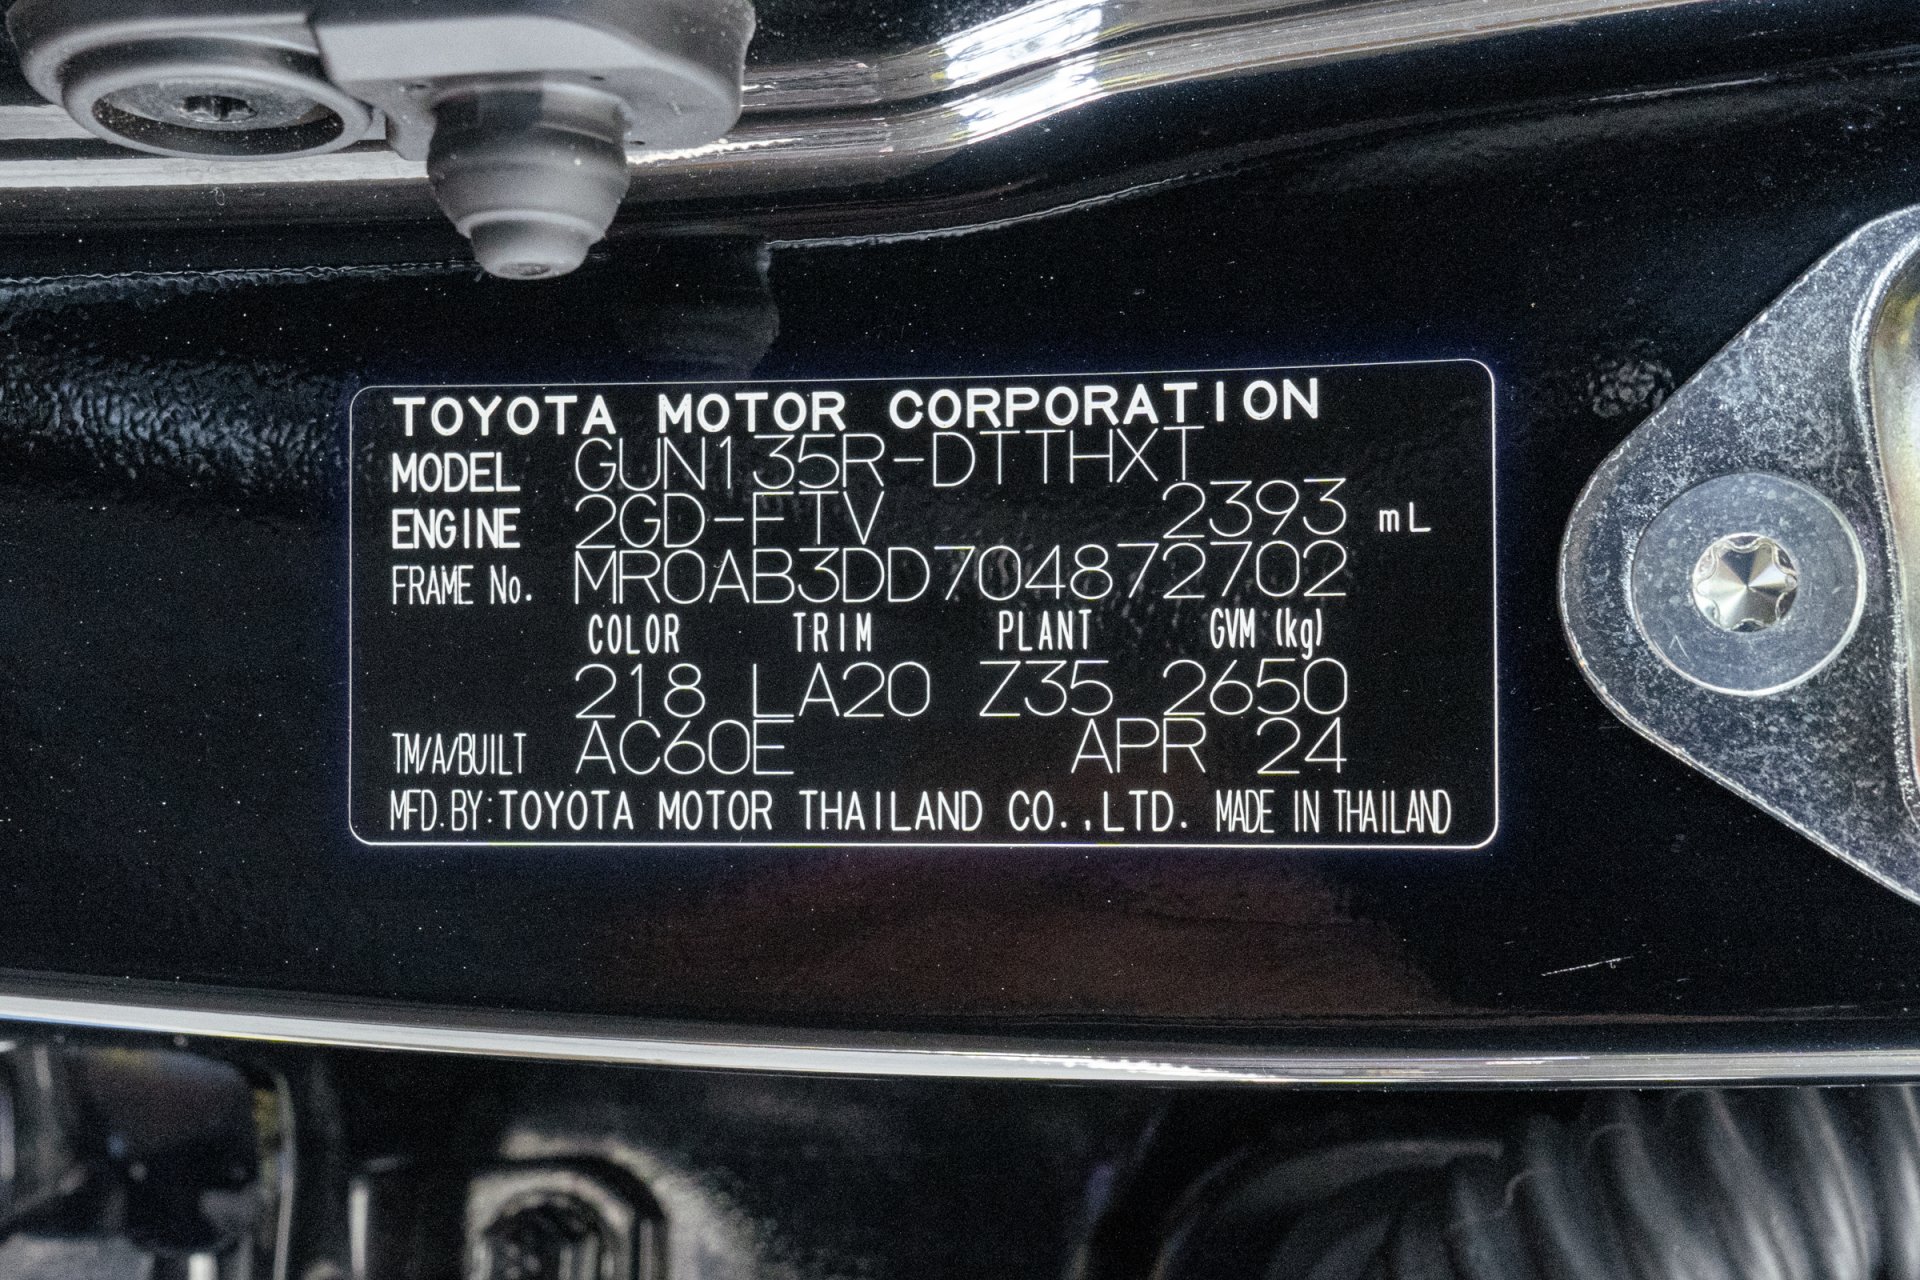 TOYOTA MOTOR CORPORATION
MODEL GUN135R-DTTHXT
ENGINE 2GD-FTV 2393 mL
FRAME No. MR0AB3DD704872702
COLOR TRIM PLANT GVM (kg)
218 LA20 Z35 2650
TM/A/BUILT AC60E APR 24
MFD.BY:TOYOTA MOTOR THAILAND CO.,LTD. MADE IN THAILAND